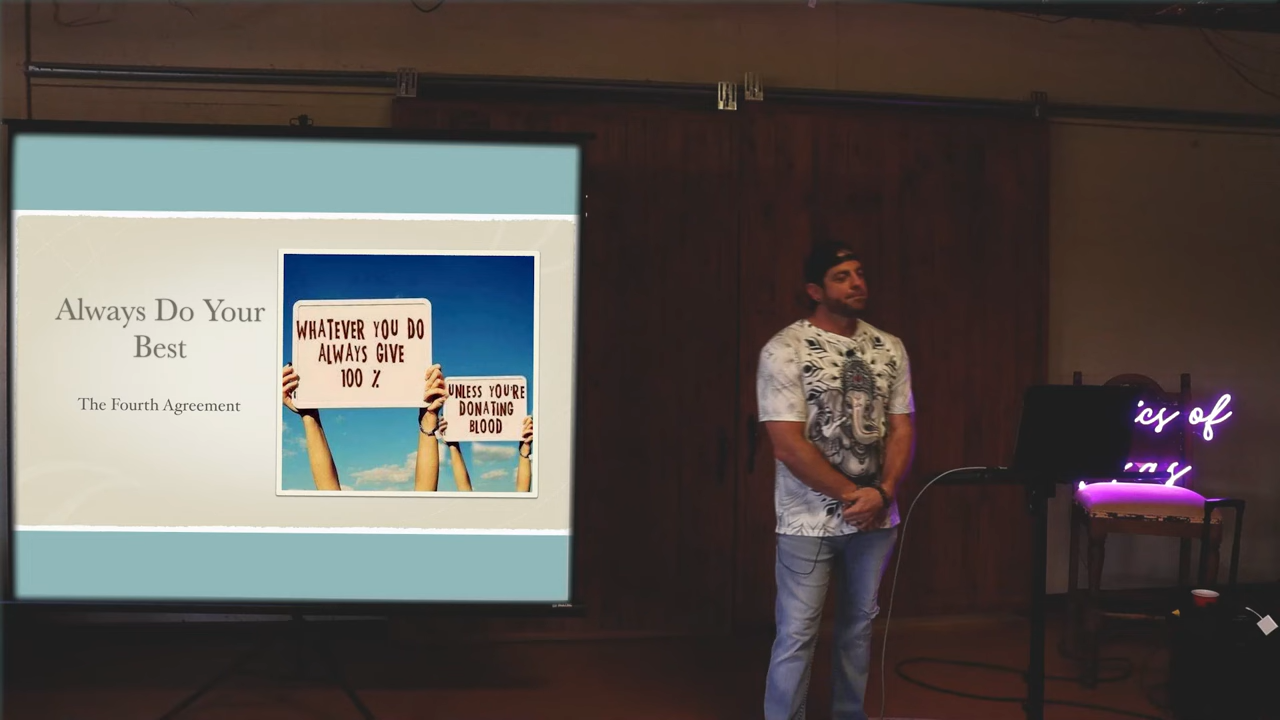 Always Do Your
Best
The Fourth Agreement
WHATEVER YOU DO
ALWAYS GIVE
100 %
UNLESS YOU'RE
DONATING
BLOOD
ics of